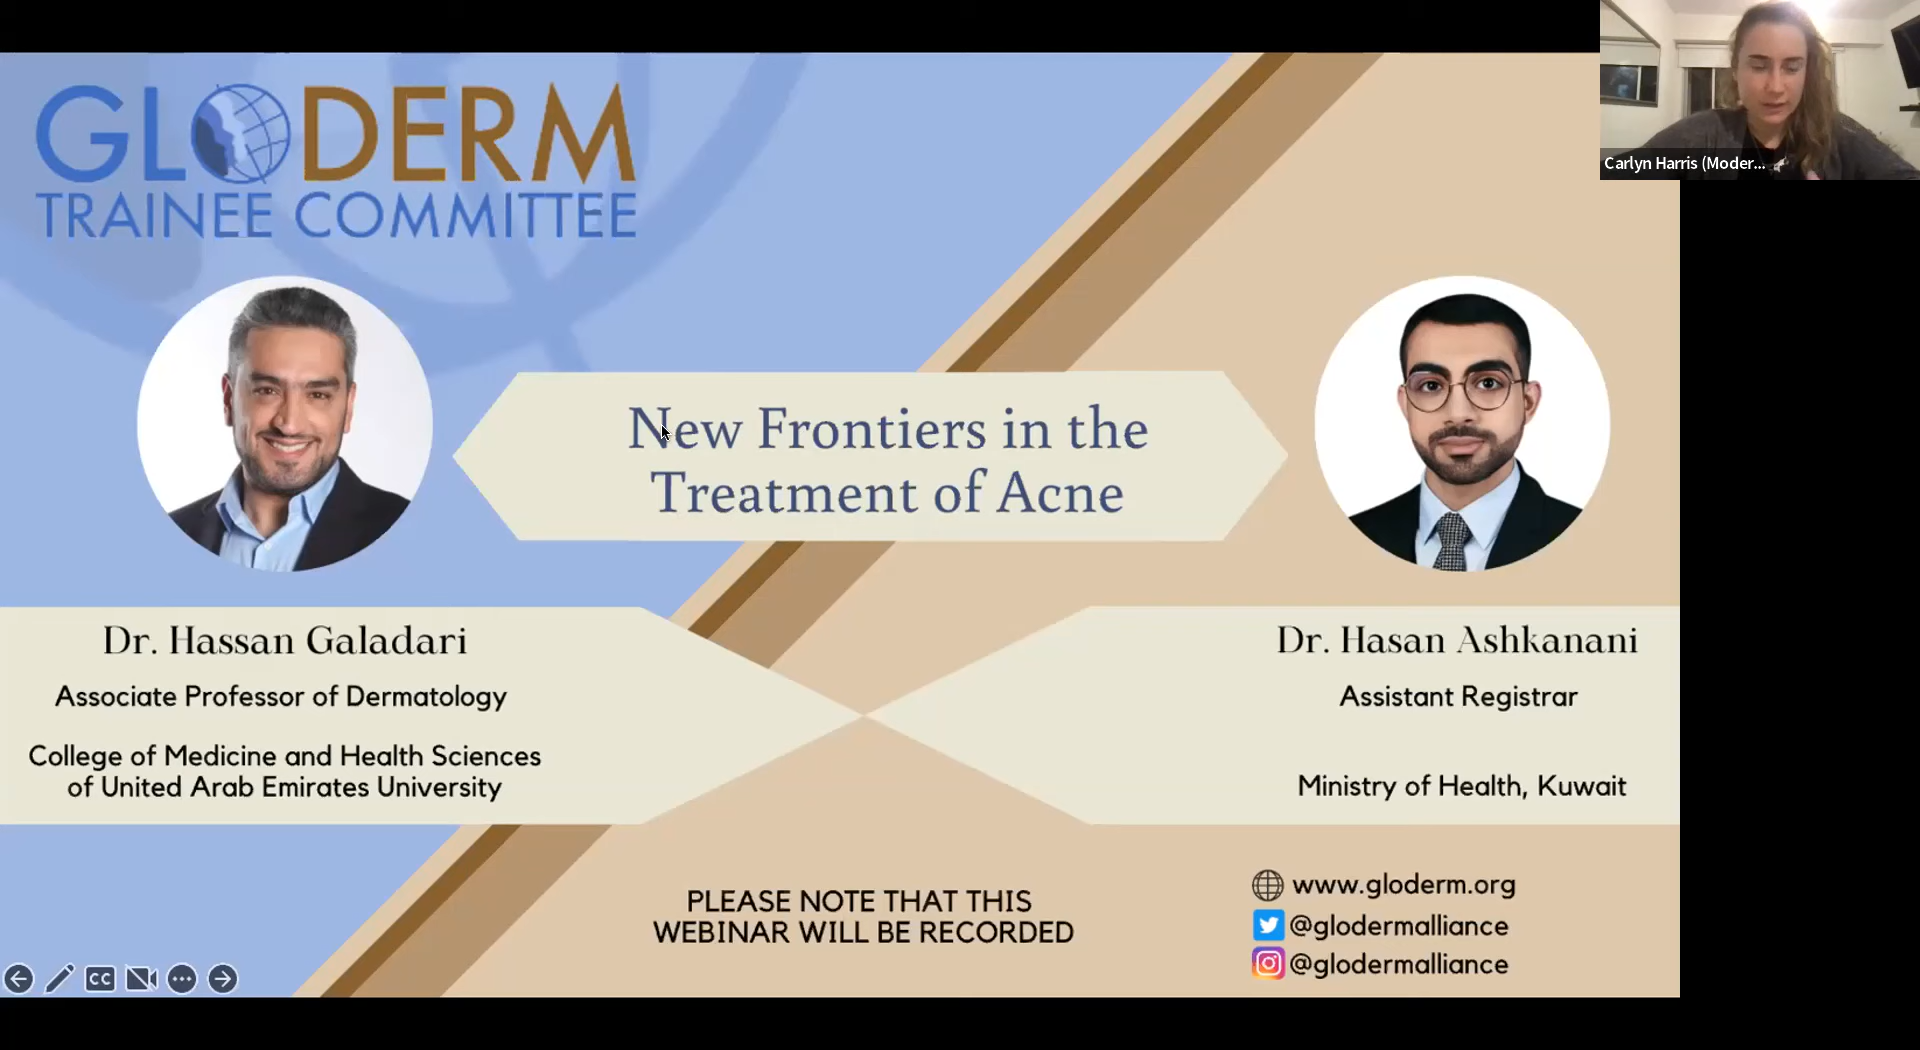 GLODERM
TRAINEE COMMITTEE
Carlyn Harris (Moder...
New Frontiers in the
Treatment of Acne
Dr. Hassan Galadari
Associate Professor of Dermatology
College of Medicine and Health Sciences
of United Arab Emirates University
Dr. Hasan Ashkanani
Assistant Registrar
Ministry of Health, Kuwait
PLEASE NOTE THAT THIS
WEBINAR WILL BE RECORDED
www.gloderm.org
@glodermalliance
@glodermalliance
CC